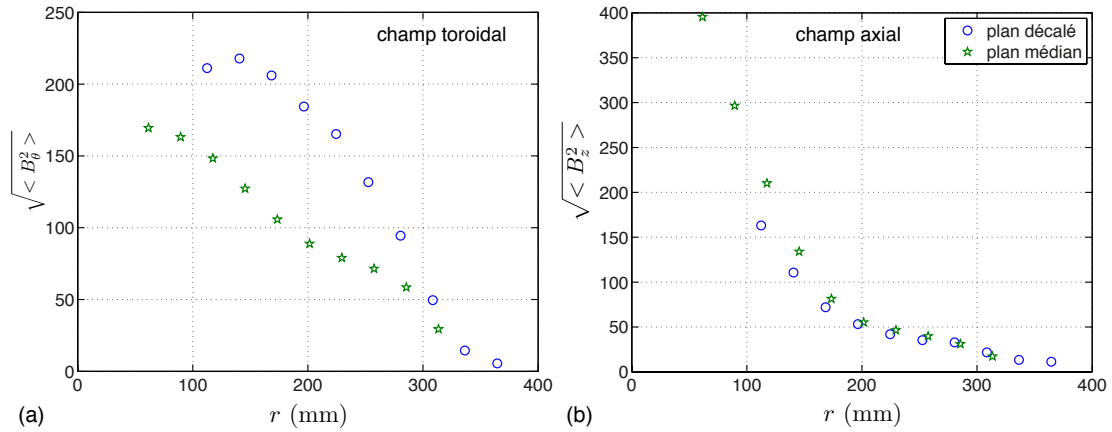 champ toroidal
250
200
150
100
50
0
√< B_θ^2 >
0 100 200 300 400
r (mm)
(a)
champ axial
plan décalé
plan médian
400
350
300
250
200
150
100
50
0
√< B_z^2 >
0 100 200 300 400
r (mm)
(b)